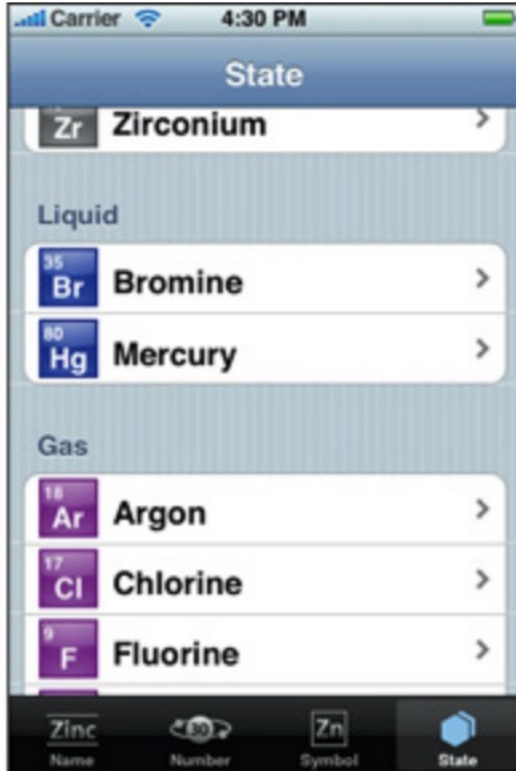 Carrier 4:30 PM
State
Zr Zirconium
Liquid
35
Br Bromine
80
Hg Mercury
Gas
18
Ar Argon
17
Cl Chlorine
9
F Fluorine
Zinc 30 Zn
Name Number Symbol State